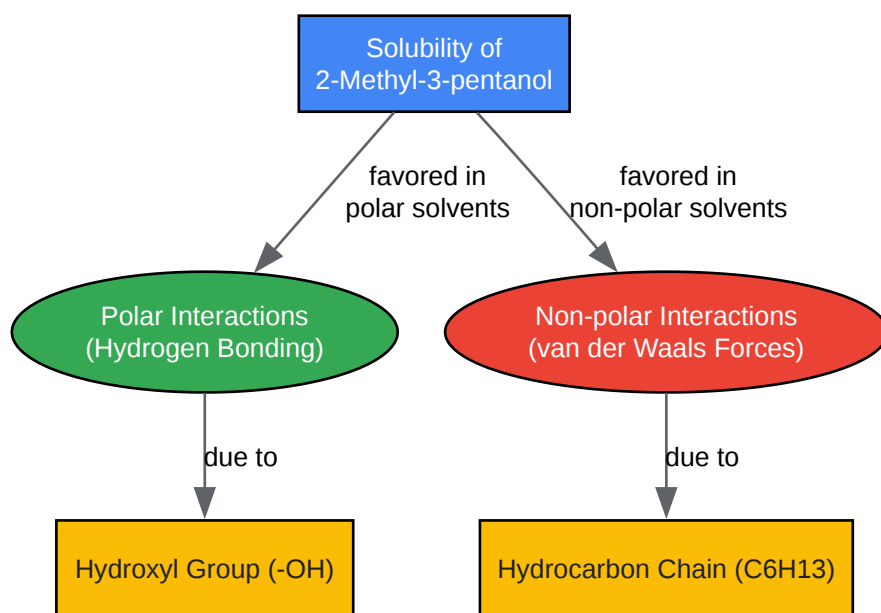 Solubility of
2-Methyl-3-pentanol
favored in
polar solvents
favored in
non-polar solvents
Polar Interactions
(Hydrogen Bonding)
Non-polar Interactions
(van der Waals Forces)
due to
due to
Hydroxyl Group (-OH)
Hydrocarbon Chain (C6H13)